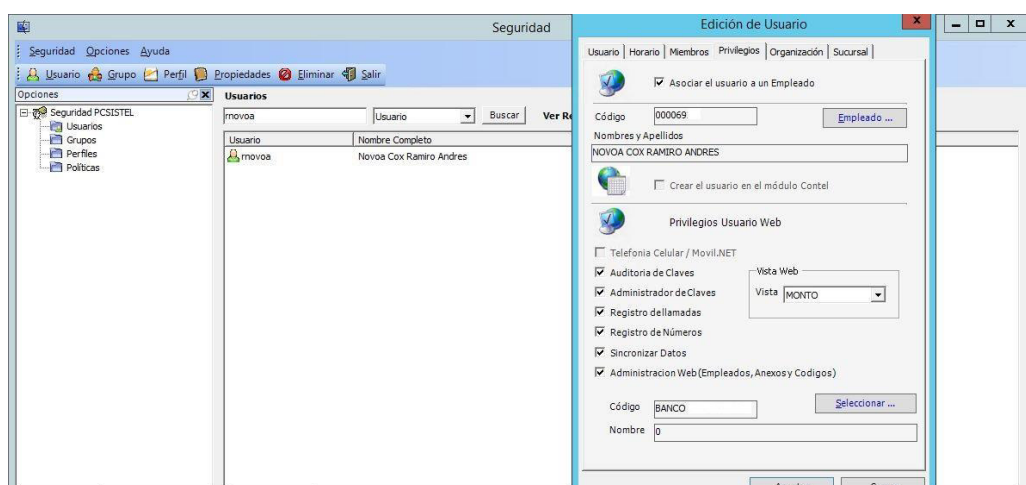 Seguridad
Seguridad Opciones Ayuda
Usuario Grupo Perfil Propiedades Eliminar Salir
Opciones
Seguridad PCSISTEL
Usuarios
Grupos
Perfiles
Políticas
Usuarios
rnovoa Usuario Buscar Ver Re
Usuario Nombre Completo
rnovoa Novoa Cox Ramiro Andres
Edición de Usuario
Usuario Horario Miembros Privilegios Organización Sucursal
Asociar el usuario a un Empleado
Código 000069 Empleado ...
Nombres y Apellidos
NOVOA COX RAMIRO ANDRES
Crear el usuario en el módulo Contel
Privilegios Usuario Web
Telefonia Celular / Movil.NET
Auditoria de Claves
Vista Web
Administrador de Claves
Vista MONTO
Registro dellamadas
Registro de Números
Sincronizar Datos
Administracion Web (Empleados, Anexos y Codigos)
Código BANCO Seleccionar ...
Nombre 0